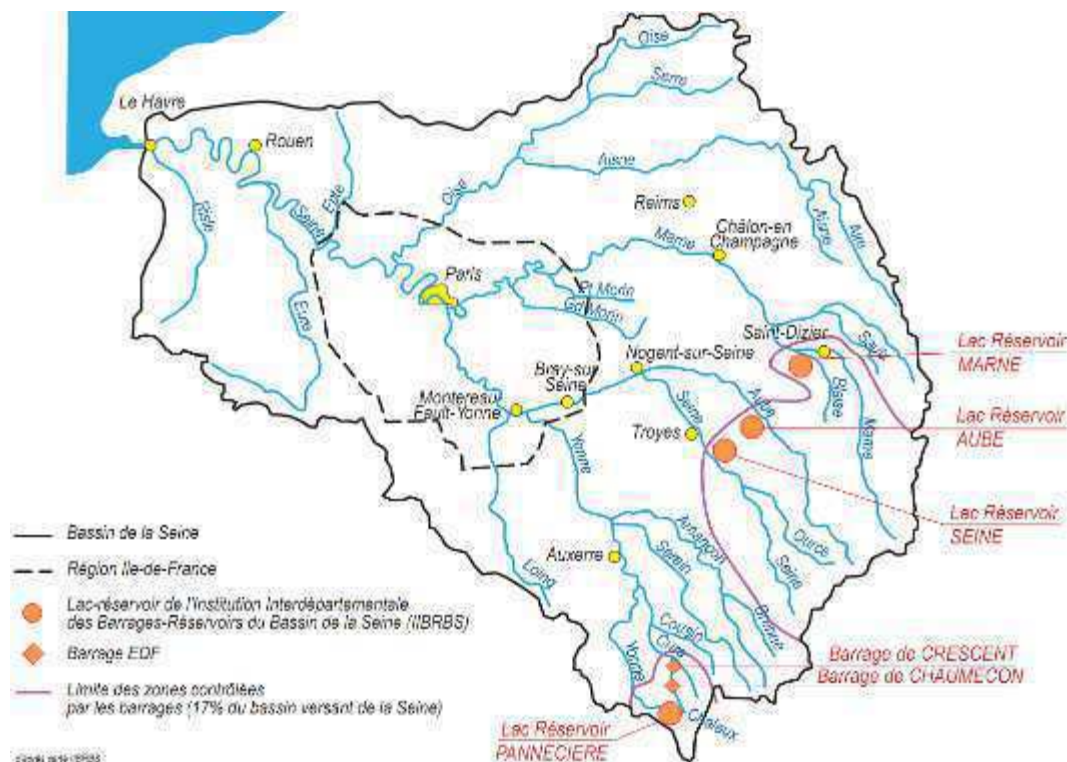 Oise
Serre
Le Havre
Rouen
Aisne
Risle
Epte
Oise
Reims
Aisne
Aire
Seine
Marne
Châlon-en
Champagne
Paris
Pt Morin
Gd Morin
Eure
Saint-Dizier
Saulx
Lac Réservoir
MARNE
Nogent-sur-Seine
Bray-sur
Seine
Blaise
Montereau
Fault-Yonne
Seine
Aube
Marne
Lac Réservoir
AUBE
Troyes
Yonne
Lac Réservoir
SEINE
Bassin de la Seine
Auxerre
Armançon
Serein
Ource
Seine
Région Ile-de-France
Loing
Lac-réservoir de l'Institution Interdépartementale
des Barrages-Réservoirs du Bassin de la Seine (IIBRBS)
Cousin
Cure
Yonne
Barrage EDF
Barrage de CRESCENT
Barrage de CHAUMECON
Limite des zones contrôlées
par les barrages (17% du bassin versant de la Seine)
Chalaux
Lac Réservoir
PANNECIERE